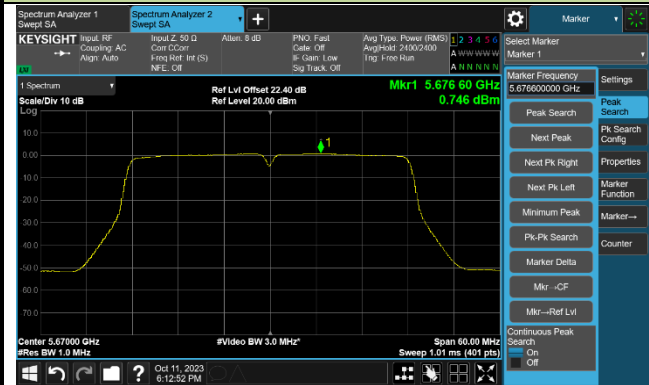 Spectrum Analyzer 1
Swept SA
Spectrum Analyzer 2
Swept SA
+
Marker
KEYSIGHT
Input: RF
Coupling: AC
Align: Auto
Input Z: 50 Ω
Corr CCorr
Freq Ref: Int (S)
NFE: Off
Atten: 8 dB
PNO: Fast
Gate: Off
IF Gain: Low
Sig Track: Off
Avg Type: Power (RMS)
Avg|Hold: 2400/2400
Trig: Free Run
1 2 3 4 5 6
A W W W W W
A N N N N N
LXI
Select Marker
Marker 1
1 Spectrum
Scale/Div 10 dB
Log
Ref Lvl Offset 22.40 dB
Ref Level 20.00 dBm
Mkr1 5.676 60 GHz
0.746 dBm
10.0
0.00
-10.0
-20.0
-30.0
-40.0
-50.0
-60.0
-70.0
1
Center 5.67000 GHz
#Res BW 1.0 MHz
#Video BW 3.0 MHz*
Span 60.00 MHz
Sweep 1.01 ms (401 pts)
Marker Frequency
5.676600000 GHz
Peak Search
Next Peak
Next Pk Right
Next Pk Left
Minimum Peak
Pk-Pk Search
Marker Delta
Mkr→CF
Mkr→Ref Lvl
Continuous Peak
Search
On
Off
Settings
Peak
Search
Pk Search
Config
Properties
Marker
Function
Marker→
Counter
?
Oct 11, 2023
6:12:52 PM